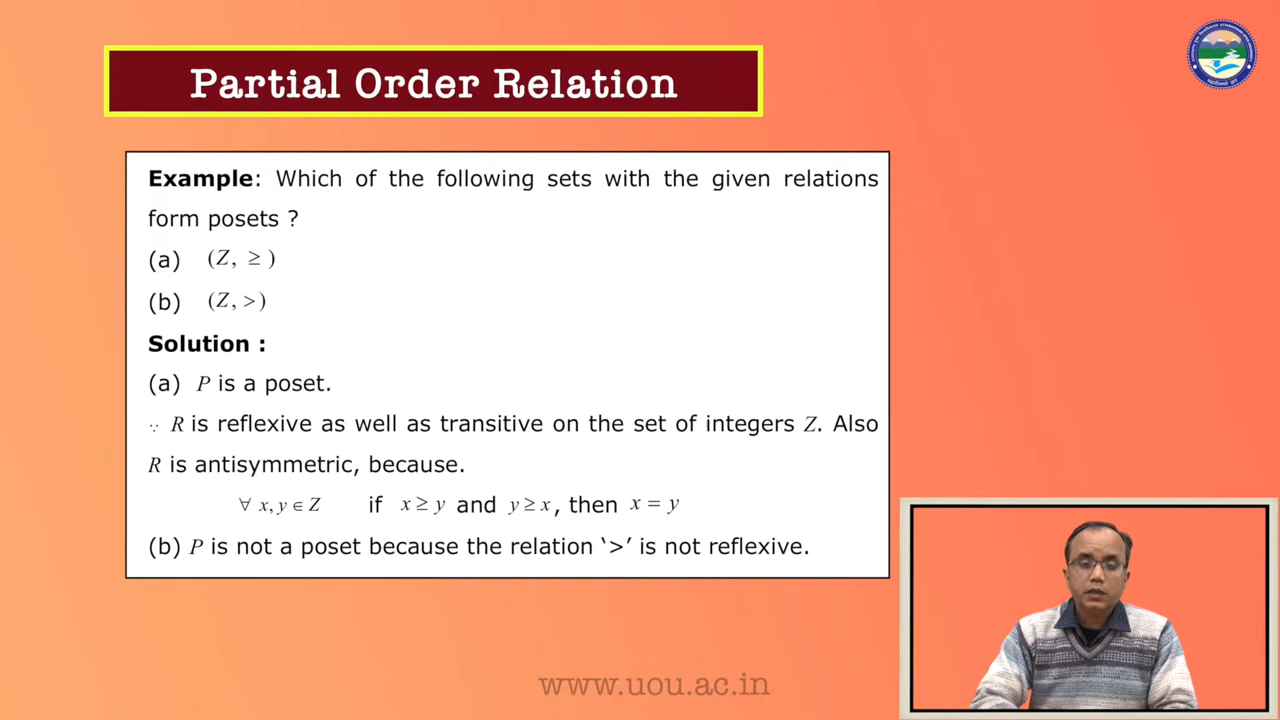 Partial Order Relation
Example: Which of the following sets with the given relations
form posets ?
(a) (Z, ≥ )
(b) (Z, >)
Solution :
(a) P is a poset.
∵ R is reflexive as well as transitive on the set of integers Z. Also
R is antisymmetric, because.
∀ x, y ∈ Z if x ≥ y and y ≥ x, then x = y
(b) P is not a poset because the relation ‘>’ is not reflexive.
www.uou.ac.in